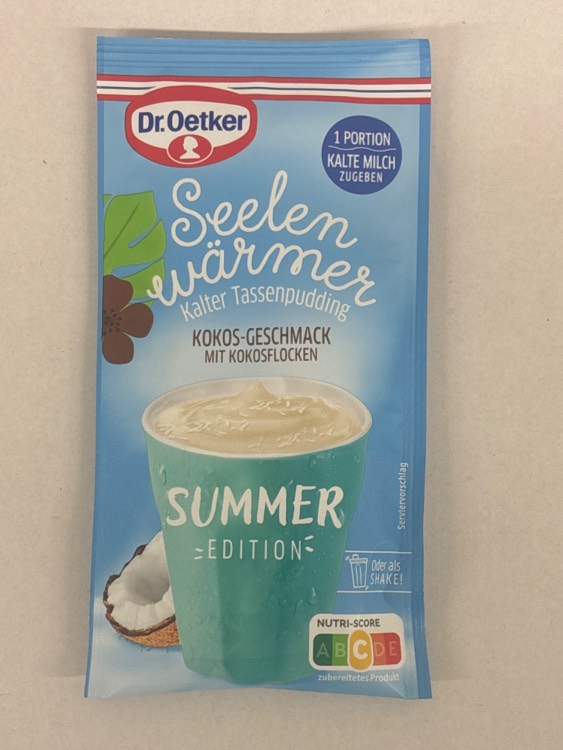 Dr.Oetker
1 PORTION
KALTE MILCH
ZUGEBEN
Seelen
wärmer
Kalter Tassenpudding
KOKOS-GESCHMACK
MIT KOKOSFLOCKEN
SUMMER
EDITION
Serviervorschlag
Oder als
SHAKE!
NUTRI-SCORE
A B C D E
zubereitetes Produkt